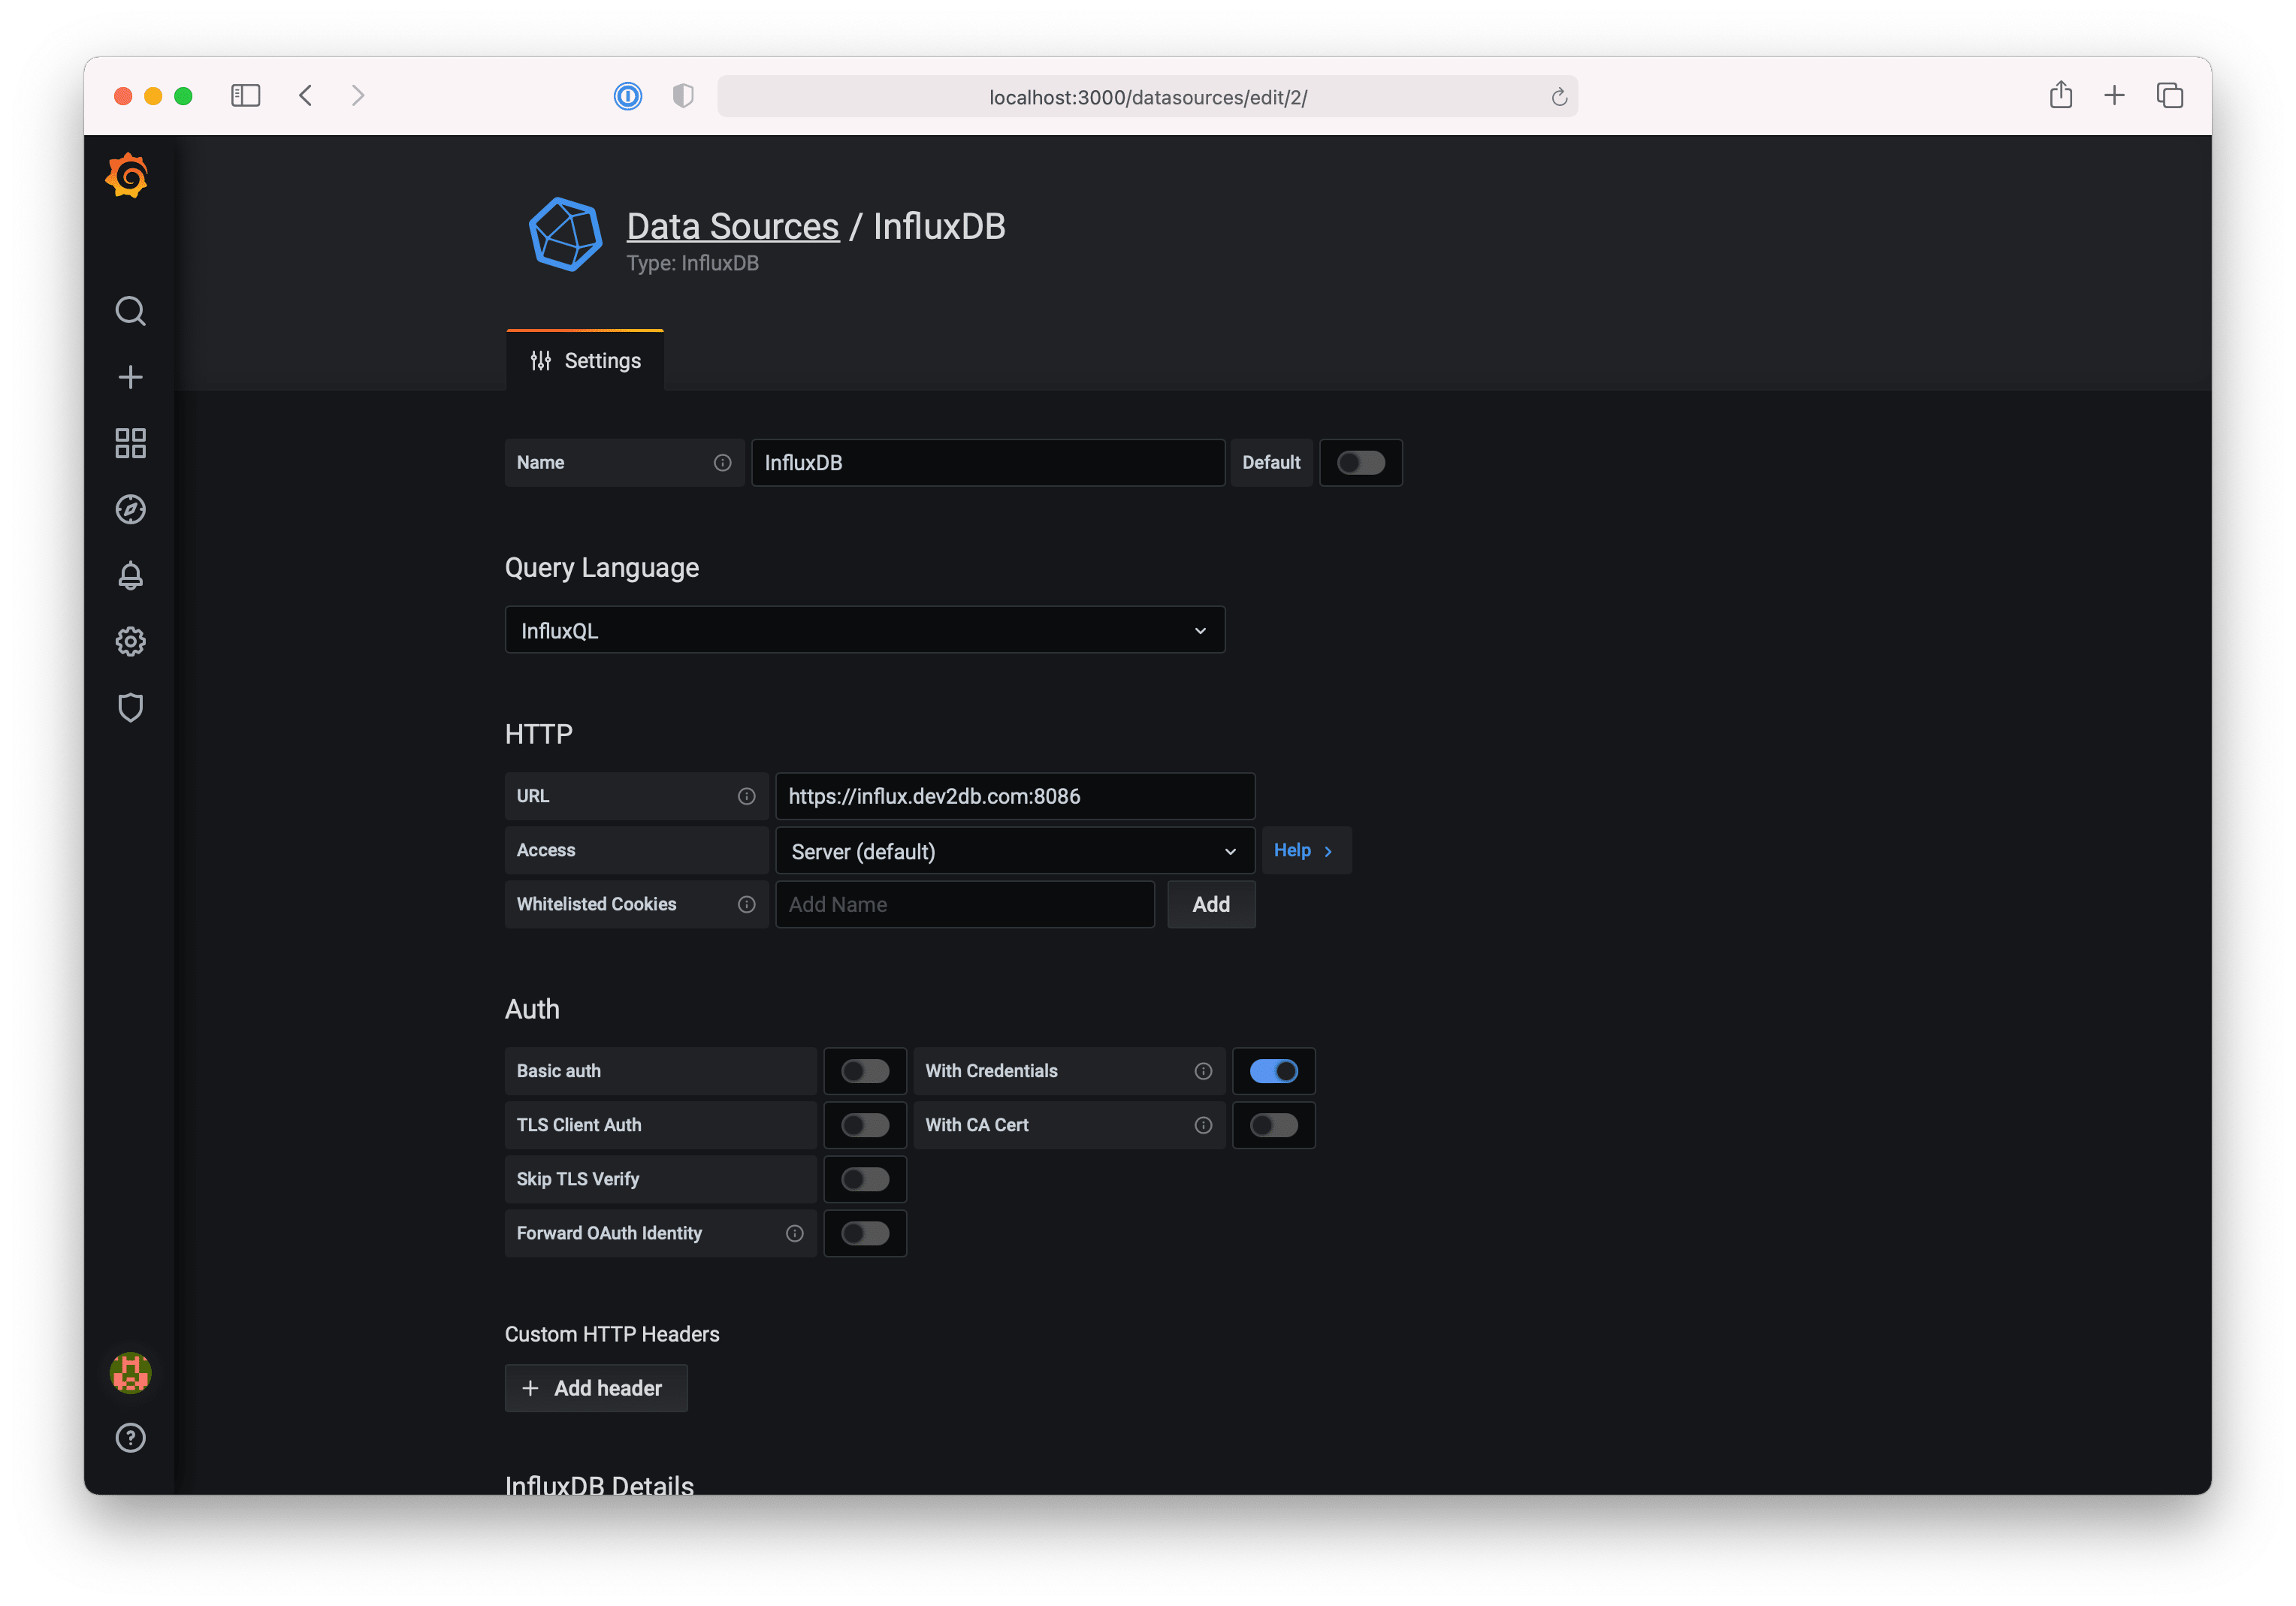 localhost:3000/datasources/edit/2/
Data Sources / InfluxDB
Type: InfluxDB
Settings
Name InfluxDB Default
Query Language
InfluxQL
HTTP
URL https://influx.dev2db.com:8086
Access Server (default) Help
Whitelisted Cookies Add Name Add
Auth
Basic auth With Credentials
TLS Client Auth With CA Cert
Skip TLS Verify
Forward OAuth Identity
Custom HTTP Headers
+ Add header
InfluxDB Details